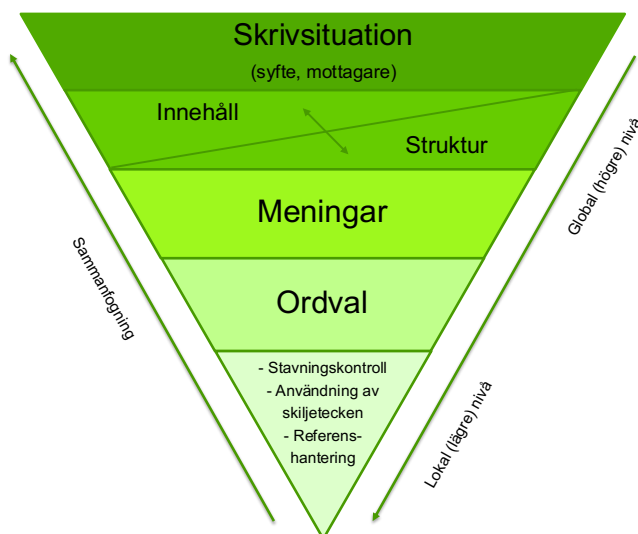 Skrivsituation
(syfte, mottagare)
Innehåll
Struktur
Meningar
Ordval
- Stavningskontroll
- Användning av
skiljetecken
- Referens-
hantering
Sammanfogning
Global (högre) nivå
Lokal (lägre) nivå